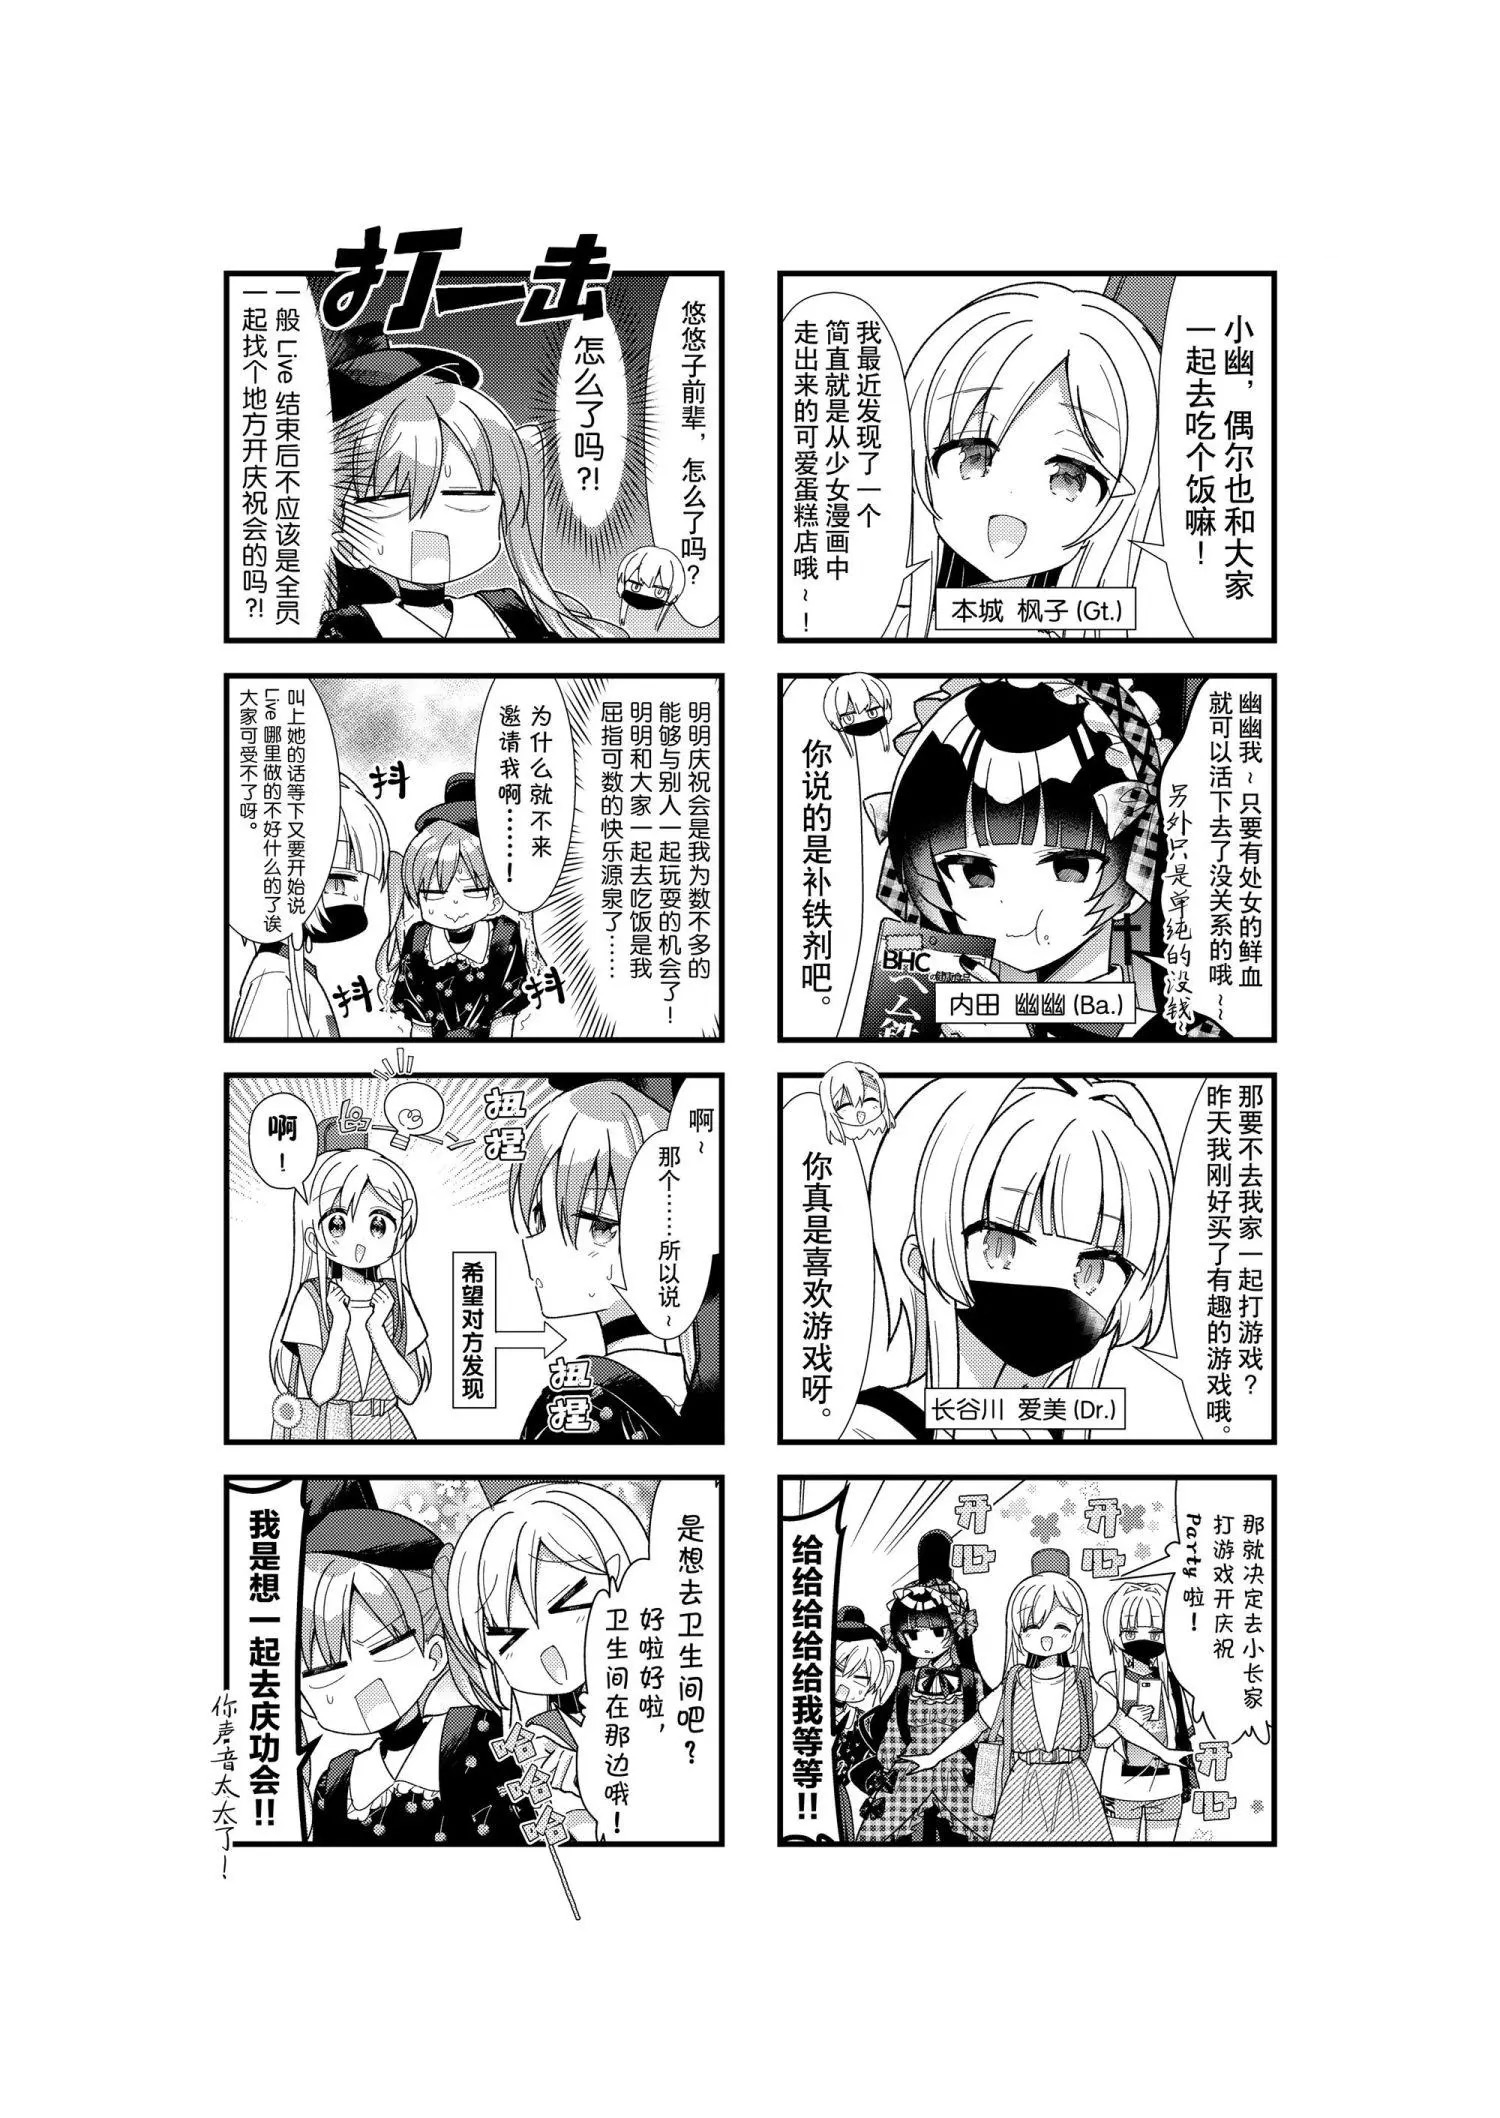 小幽，偶尔也和大家
一起去吃个饭嘛！
我最近发现了一个
简直就是从少女漫画中
走出来的可爱蛋糕店哦~！
本城 枫子(Gt.)
幽幽我~只要有处女的鲜血
就可以活下去了没关系的哦~
另外只是单纯的没钱~
你说的是补铁剂吧。
BHC
の健康食品
ヘム鉄
内田 幽幽(Ba.)
那要不去我家一起打游戏？
昨天我刚好买了有趣的游戏哦。
你真是喜欢游戏呀。
长谷川 爱美(Dr.)
那就决定去小长家
打游戏开庆祝
Party啦！
开心
开心
开心
给给给给给我等等!!
打一击
悠悠子前辈，怎么了吗？
怎么了吗?!
一般 Live 结束后不应该是全员
一起找个地方开庆祝会的吗?!
明明庆祝会是我为数不多的
能够与别人一起玩耍的机会了！
明明和大家一起去吃饭是我
屈指可数的快乐源泉了……
为什么就不来
邀请我啊……！
抖
抖
抖
叫上她的话等下又要开始说
Live 哪里做的不好什么的了诶
大家可受不了呀。
啊~
那个……所以说~
扭捏
扭捏
希望对方发现
啊！
是想去卫生间吧？
好啦好啦，
卫生间在那边哦！
哈哈哈
我是想一起去庆功会!!
你声音太大了！